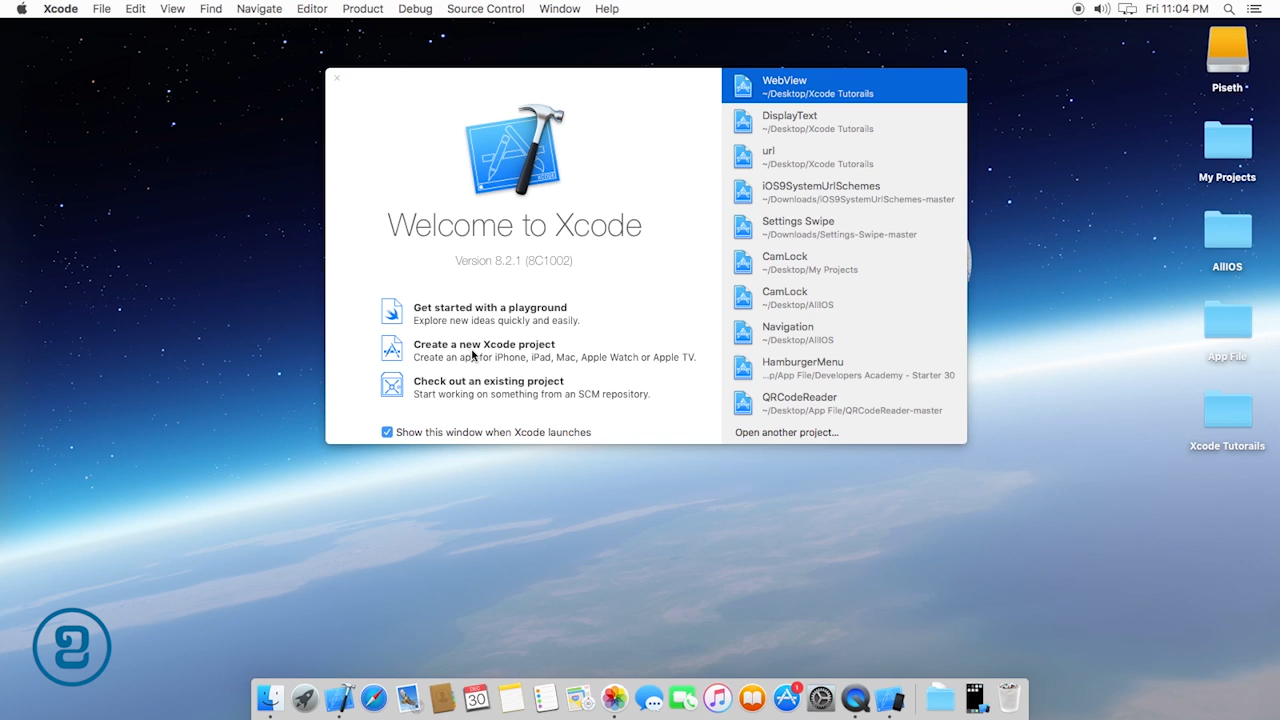 Xcode File Edit View Find Navigate Editor Product Debug Source Control Window Help
Fri 11:04 PM
Welcome to Xcode
Version 8.2.1 (8C1002)
Get started with a playground
Explore new ideas quickly and easily.
Create a new Xcode project
Create an app for iPhone, iPad, Mac, Apple Watch or Apple TV.
Check out an existing project
Start working on something from an SCM repository.
Show this window when Xcode launches
WebView
~/Desktop/Xcode Tutorails
DisplayText
~/Desktop/Xcode Tutorails
url
~/Desktop/Xcode Tutorails
iOS9SystemUrlSchemes
~/Downloads/iOS9SystemUrlSchemes-master
Settings Swipe
~/Downloads/Settings-Swipe-master
CamLock
~/Desktop/My Projects
CamLock
~/Desktop/AllIOS
Navigation
~/Desktop/AllIOS
HamburgerMenu
...p/App File/Developers Academy - Starter 30
QRCodeReader
~/Desktop/App File/QRCodeReader-master
Open another project...
Piseth
My Projects
AllIOS
App File
Xcode Tutorails
DEC
30
1